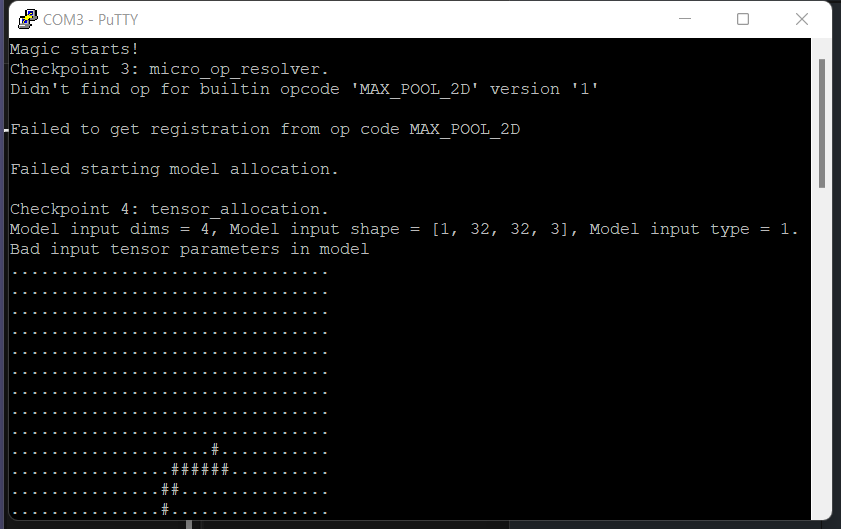 COM3 - PuTTY
Magic starts!
Checkpoint 3: micro_op_resolver.
Didn't find op for builtin opcode 'MAX_POOL_2D' version '1'
Failed to get registration from op code MAX_POOL_2D
Failed starting model allocation.
Checkpoint 4: tensor_allocation.
Model input dims = 4, Model input shape = [1, 32, 32, 3], Model input type = 1.
Bad input tensor parameters in model
................................
................................
................................
................................
................................
................................
................................
................................
................................
....................#...........
................######..........
...............##...............
...............#................